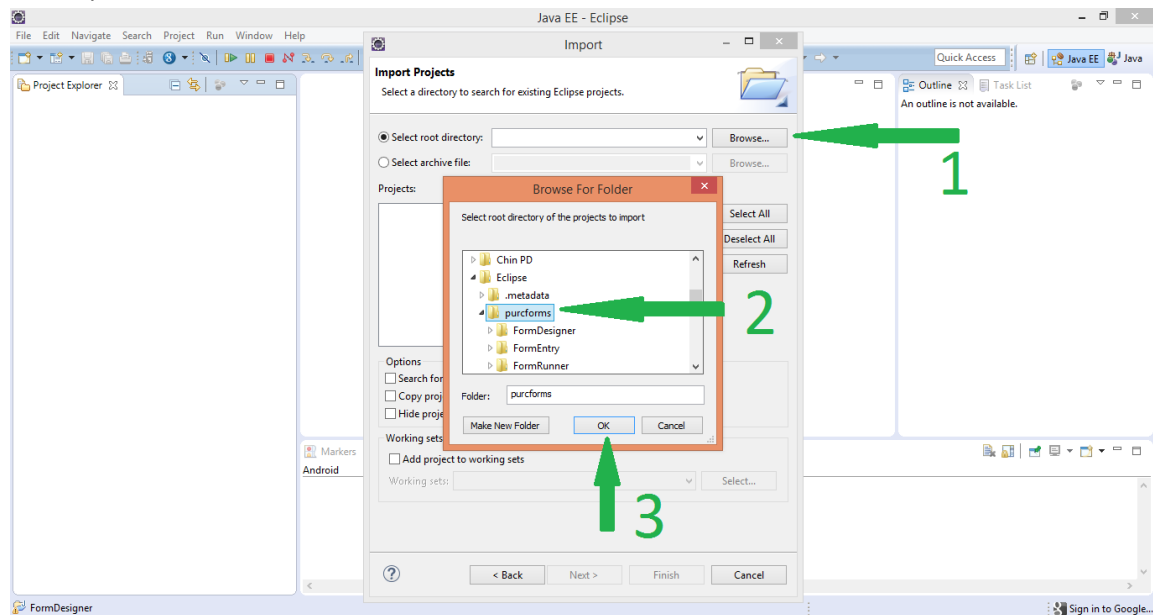 Java EE - Eclipse
File Edit Navigate Search Project Run Window Help
Quick Access
Java EE
Java
Project Explorer
Outline
Task List
An outline is not available.
Import
Import Projects
Select a directory to search for existing Eclipse projects.
Select root directory:
Browse...
1
Select archive file:
Browse...
Projects:
Browse For Folder
Select root directory of the projects to import
Select All
Deselect All
Refresh
Chin PD
Eclipse
.metadata
purcforms
2
FormDesigner
FormEntry
FormRunner
Folder: purcforms
Make New Folder
OK
Cancel
Options
Search for
Copy proj
Hide proje
Working sets
Add project to working sets
Working sets:
Select...
3
Markers
Android
< Back
Next >
Finish
Cancel
FormDesigner
Sign in to Google...